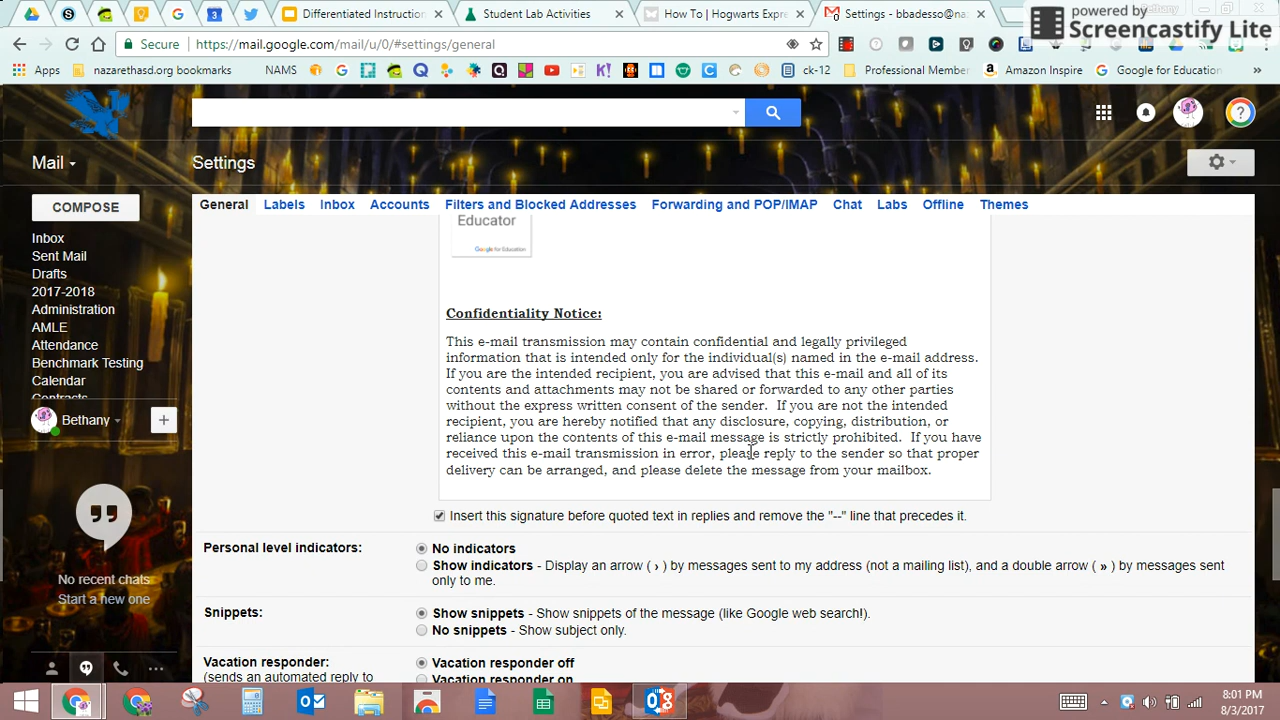 powered by
Screencastify Lite
Differentiated Instruction
Student Lab Activities
How To | Hogwarts Expr
Settings - bbadesso@na
Secure
https://mail.google.com/mail/u/0/#settings/general
Apps
nazarethasd.org bookmarks
NAMS
ck-12
Professional Member
Amazon Inspire
Google for Education
Mail
Settings
COMPOSE
General
Labels
Inbox
Accounts
Filters and Blocked Addresses
Forwarding and POP/IMAP
Chat
Labs
Offline
Themes
Inbox
Sent Mail
Drafts
2017-2018
Administration
AMLE
Attendance
Benchmark Testing
Calendar
Contracts
Bethany
No recent chats
Start a new one
Educator
Google for Education
Confidentiality Notice:
This e-mail transmission may contain confidential and legally privileged
information that is intended only for the individual(s) named in the e-mail address.
If you are the intended recipient, you are advised that this e-mail and all of its
contents and attachments may not be shared or forwarded to any other parties
without the express written consent of the sender.  If you are not the intended
recipient, you are hereby notified that any disclosure, copying, distribution, or
reliance upon the contents of this e-mail message is strictly prohibited.  If you have
received this e-mail transmission in error, please reply to the sender so that proper
delivery can be arranged, and please delete the message from your mailbox.
Insert this signature before quoted text in replies and remove the "--" line that precedes it.
Personal level indicators:
No indicators
Show indicators - Display an arrow ( › ) by messages sent to my address (not a mailing list), and a double arrow ( » ) by messages sent
only to me.
Snippets:
Show snippets - Show snippets of the message (like Google web search!).
No snippets - Show subject only.
Vacation responder:
(sends an automated reply to
Vacation responder off
Vacation responder on
8:01 PM
8/3/2017